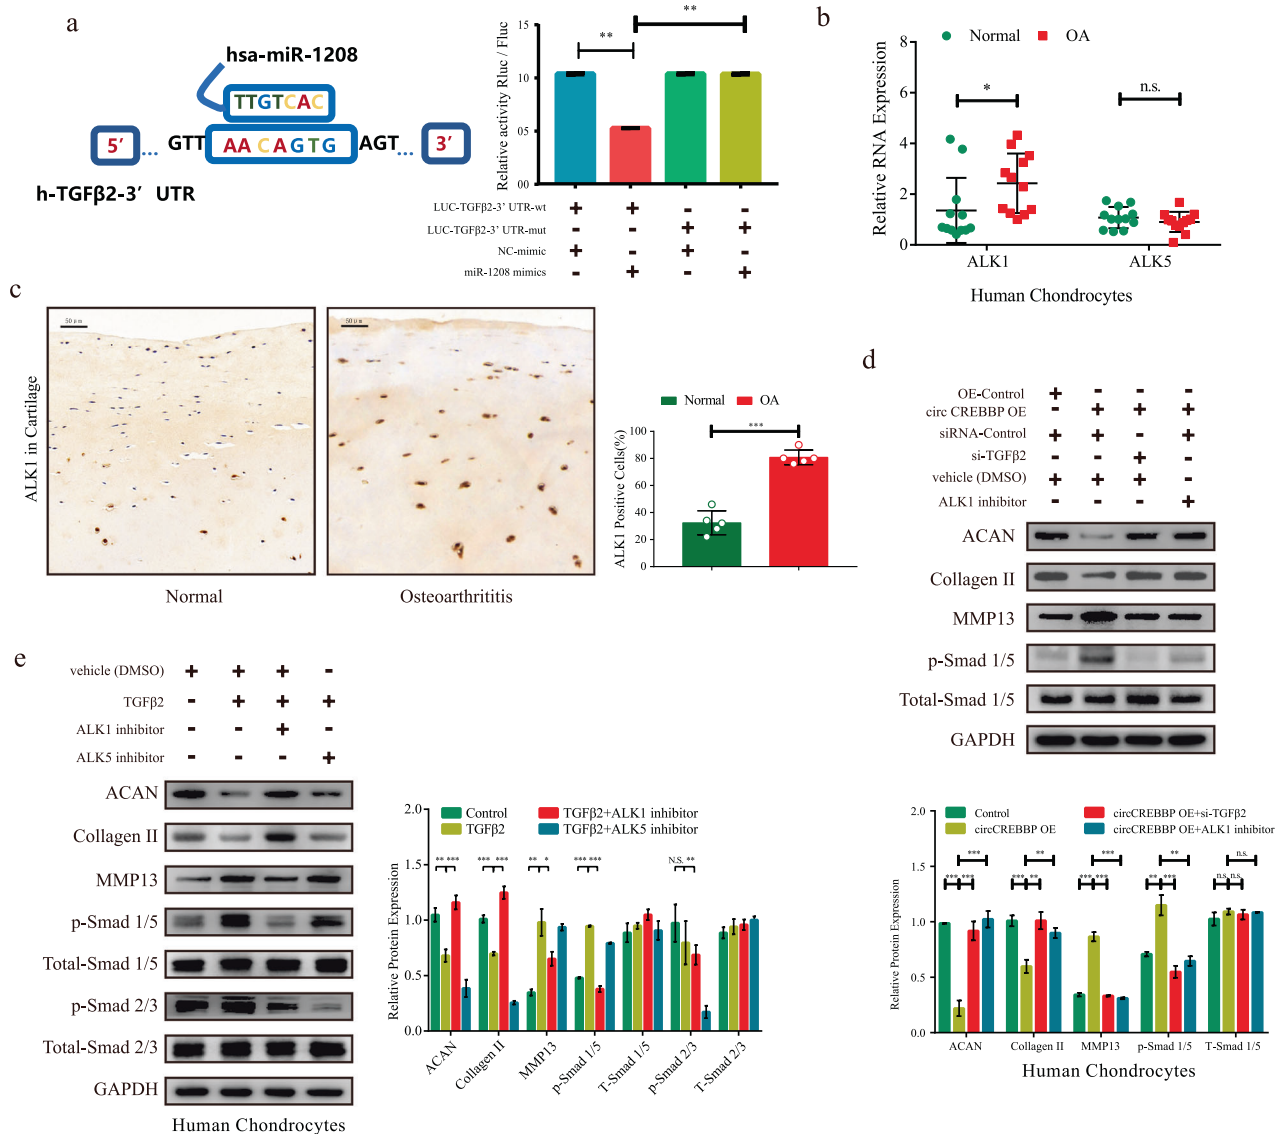 a
hsa-miR-1208
TTGTCAC
5′ ... GTT AACAGTG AGT... 3′
h-TGFβ2-3′ UTR
Relative activity Rluc / Fluc
15
10
05
00
**
**
LUC-TGFβ2-3' UTR-wt + + - -
LUC-TGFβ2-3' UTR-mut - - + +
NC-mimic + - + -
miR-1208 mimics - + - +
b
Normal OA
Relative RNA Expression
8
6
4
2
0
*
n.s.
ALK1 ALK5
Human Chondrocytes
c
ALK1 in Cartilage
50μm
50μm
Normal
Osteoarthrititis
Normal OA
ALK1 Positive Cells(%)
100
80
60
40
20
0
***
d
OE-Control + - - -
circ CREBBP OE - + + +
siRNA-Control + + - +
si-TGFβ2 - - + -
vehicle (DMSO) + + + -
ALK1 inhibitor - - - +
ACAN
Collagen II
MMP13
p-Smad 1/5
Total-Smad 1/5
GAPDH
Control
circCREBBP OE
circCREBBP OE+si-TGFβ2
circCREBBP OE+ALK1 inhibitor
Relative Protein Expression
2.0
1.5
1.0
0.5
0.0
*** *** ***
*** ** **
*** *** ***
** *** **
n.s. n.s. n.s.
ACAN Collagen II MMP13 p-Smad 1/5 T-Smad 1/5
Human Chondrocytes
e
vehicle (DMSO) + + + -
TGFβ2 - + + +
ALK1 inhibitor - - + -
ALK5 inhibitor - - - +
ACAN
Collagen II
MMP13
p-Smad 1/5
Total-Smad 1/5
p-Smad 2/3
Total-Smad 2/3
GAPDH
Human Chondrocytes
Control
TGFβ2
TGFβ2+ALK1 inhibitor
TGFβ2+ALK5 inhibitor
Relative Protein Expression
2.0
1.5
1.0
0.5
0.0
** *** *** *** ** * *** *** N.S. **
ACAN Collagen II MMP13 p-Smad 1/5 T-Smad 1/5 p-Smad 2/3 T-Smad 2/3